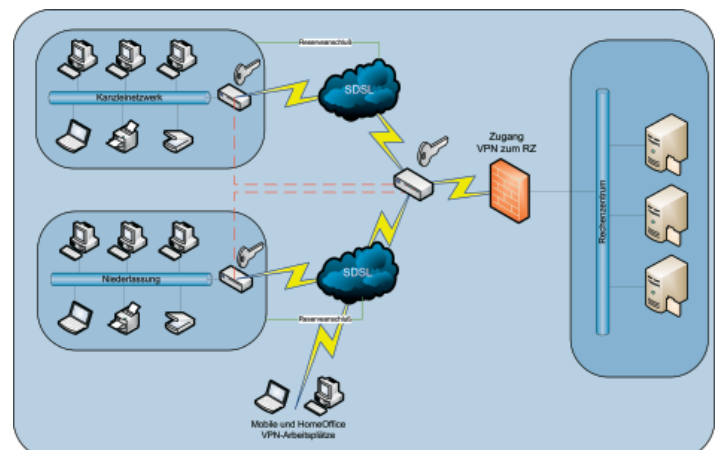 Reserveanschluß
Kanzleinetzwerk
SDSL
Zugang
VPN zum RZ
Rechenzentrum
Niederlassung
SDSL
Reserveanschluß
Mobile und HomeOffice
VPN-Arbeitsplätze